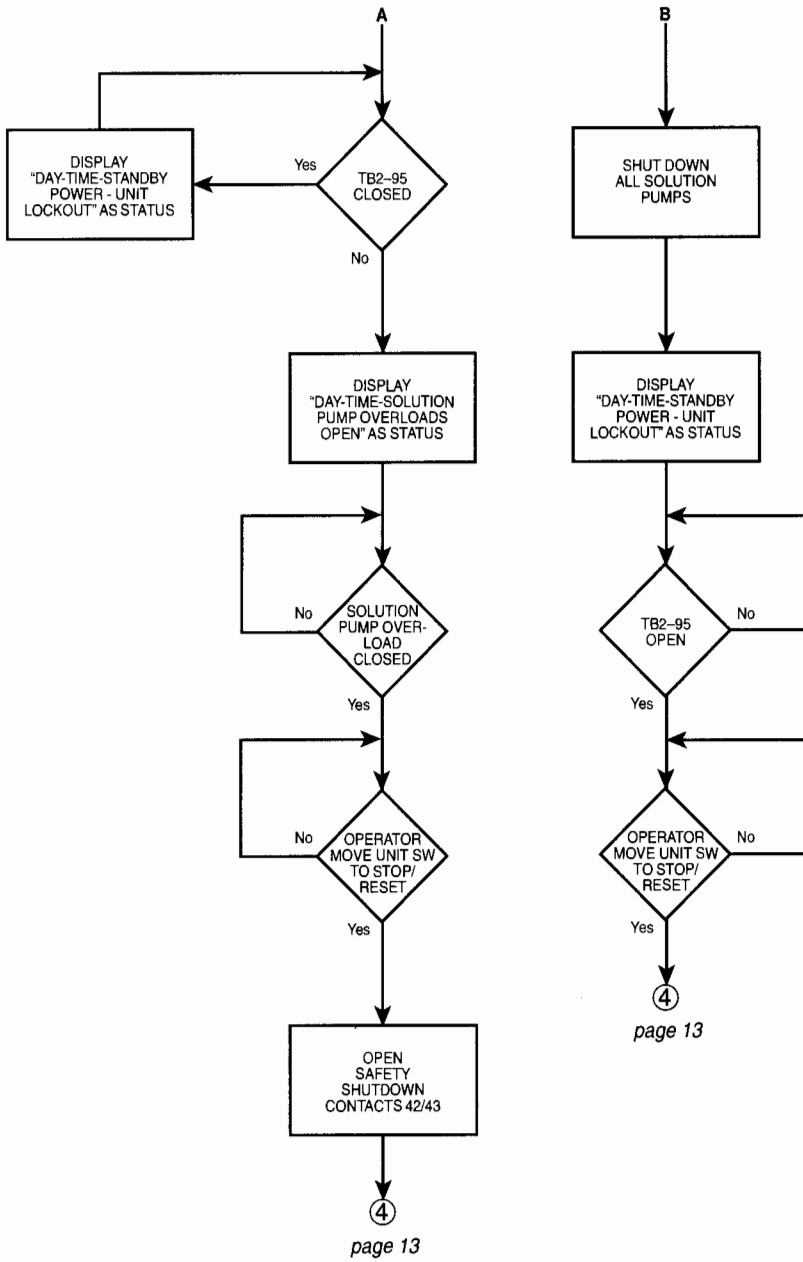 A
DISPLAY
"DAY-TIME-STANDBY
POWER - UNIT
LOCKOUT" AS STATUS
Yes
TB2-95
CLOSED
No
DISPLAY
"DAY-TIME-SOLUTION
PUMP OVERLOADS
OPEN" AS STATUS
No
SOLUTION
PUMP OVER-
LOAD
CLOSED
Yes
No
OPERATOR
MOVE UNIT SW
TO STOP/
RESET
Yes
OPEN
SAFETY
SHUTDOWN
CONTACTS 42/43
4
page 13
B
SHUT DOWN
ALL SOLUTION
PUMPS
DISPLAY
"DAY-TIME-STANDBY
POWER - UNIT
LOCKOUT" AS STATUS
TB2-95
OPEN
No
Yes
OPERATOR
MOVE UNIT SW
TO STOP/
RESET
No
Yes
4
page 13